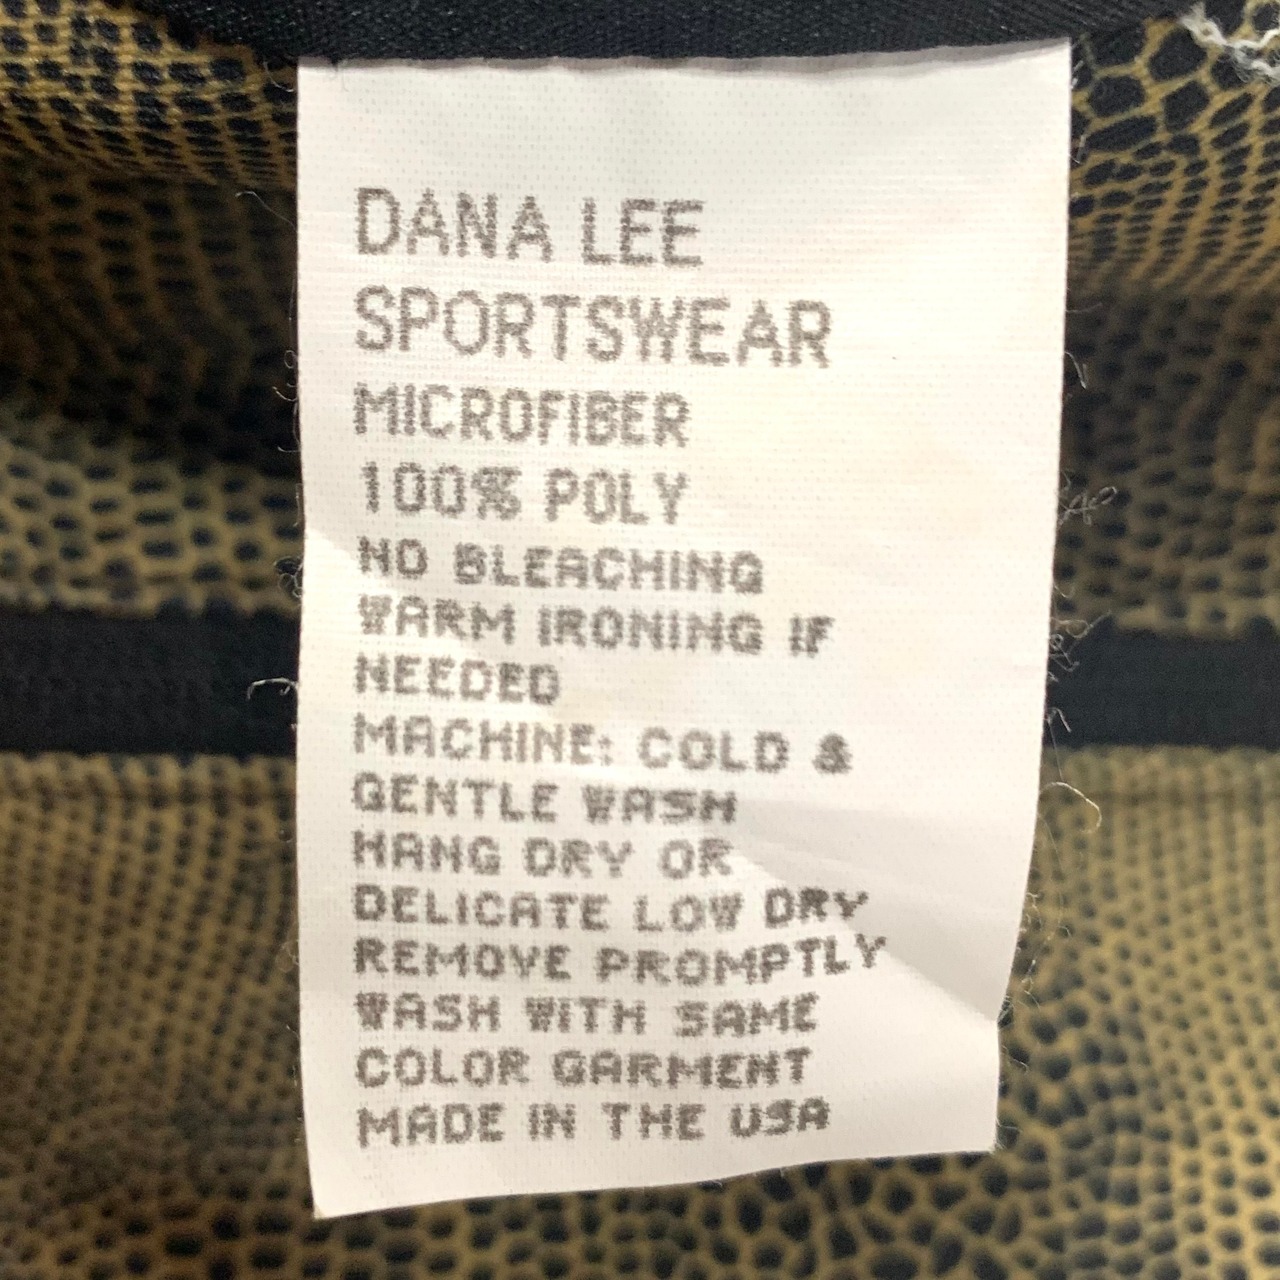 DANA LEE
SPORTSWEAR
MICROFIBER
100% POLY
NO BLEACHING
WARM IRONING IF
NEEDED
MACHINE: COLD &
GENTLE WASH
HANG DRY OR
DELICATE LOW DRY
REMOVE PROMPTLY
WASH WITH SAME
COLOR GARMENT
MADE IN THE USA